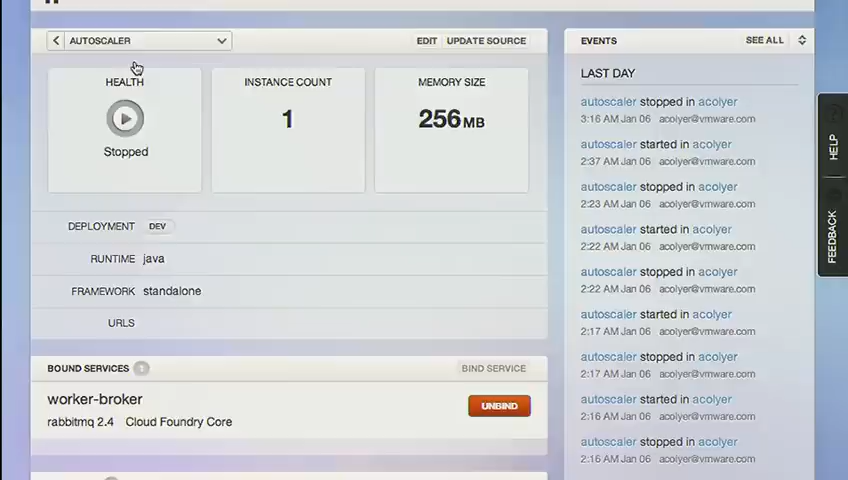 AUTOSCALER
EDIT UPDATE SOURCE
HEALTH
Stopped
INSTANCE COUNT
1
MEMORY SIZE
256MB
DEPLOYMENT DEV
RUNTIME java
FRAMEWORK standalone
URLS
BOUND SERVICES 1
BIND SERVICE
worker-broker
rabbitmq 2.4 Cloud Foundry Core
UNBIND
EVENTS
SEE ALL
LAST DAY
autoscaler stopped in acolyer
3:16 AM Jan 06 acolyer@vmware.com
autoscaler started in acolyer
2:37 AM Jan 06 acolyer@vmware.com
autoscaler stopped in acolyer
2:23 AM Jan 06 acolyer@vmware.com
autoscaler started in acolyer
2:22 AM Jan 06 acolyer@vmware.com
autoscaler stopped in acolyer
2:22 AM Jan 06 acolyer@vmware.com
autoscaler started in acolyer
2:17 AM Jan 06 acolyer@vmware.com
autoscaler stopped in acolyer
2:17 AM Jan 06 acolyer@vmware.com
autoscaler started in acolyer
2:16 AM Jan 06 acolyer@vmware.com
autoscaler stopped in acolyer
2:16 AM Jan 06 acolyer@vmware.com
HELP
FEEDBACK